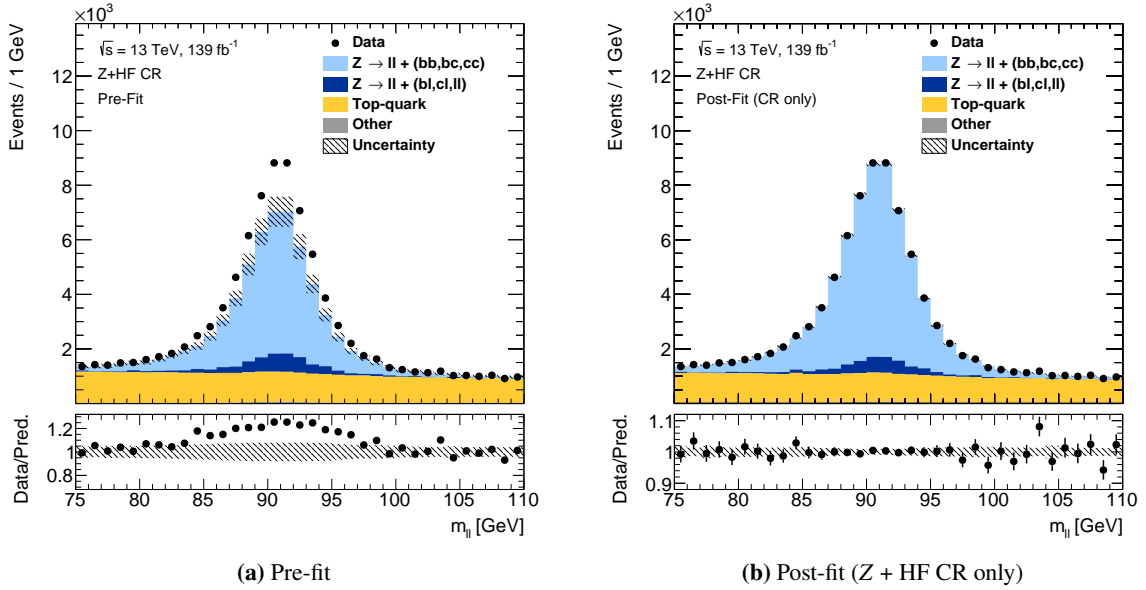 ×10³
Events / 1 GeV
√s = 13 TeV, 139 fb⁻¹
Z+HF CR
Pre-Fit
Data
Z → ll + (bb,bc,cc)
Z → ll + (bl,cl,ll)
Top-quark
Other
Uncertainty
12
10
8
6
4
2
Data/Pred.
1.2
1
0.8
75 80 85 90 95 100 105 110
m_ll [GeV]
(a) Pre-fit
×10³
Events / 1 GeV
√s = 13 TeV, 139 fb⁻¹
Z+HF CR
Post-Fit (CR only)
Data
Z → ll + (bb,bc,cc)
Z → ll + (bl,cl,ll)
Top-quark
Other
Uncertainty
12
10
8
6
4
2
Data/Pred.
1.1
1
0.9
75 80 85 90 95 100 105 110
m_ll [GeV]
(b) Post-fit (Z + HF CR only)